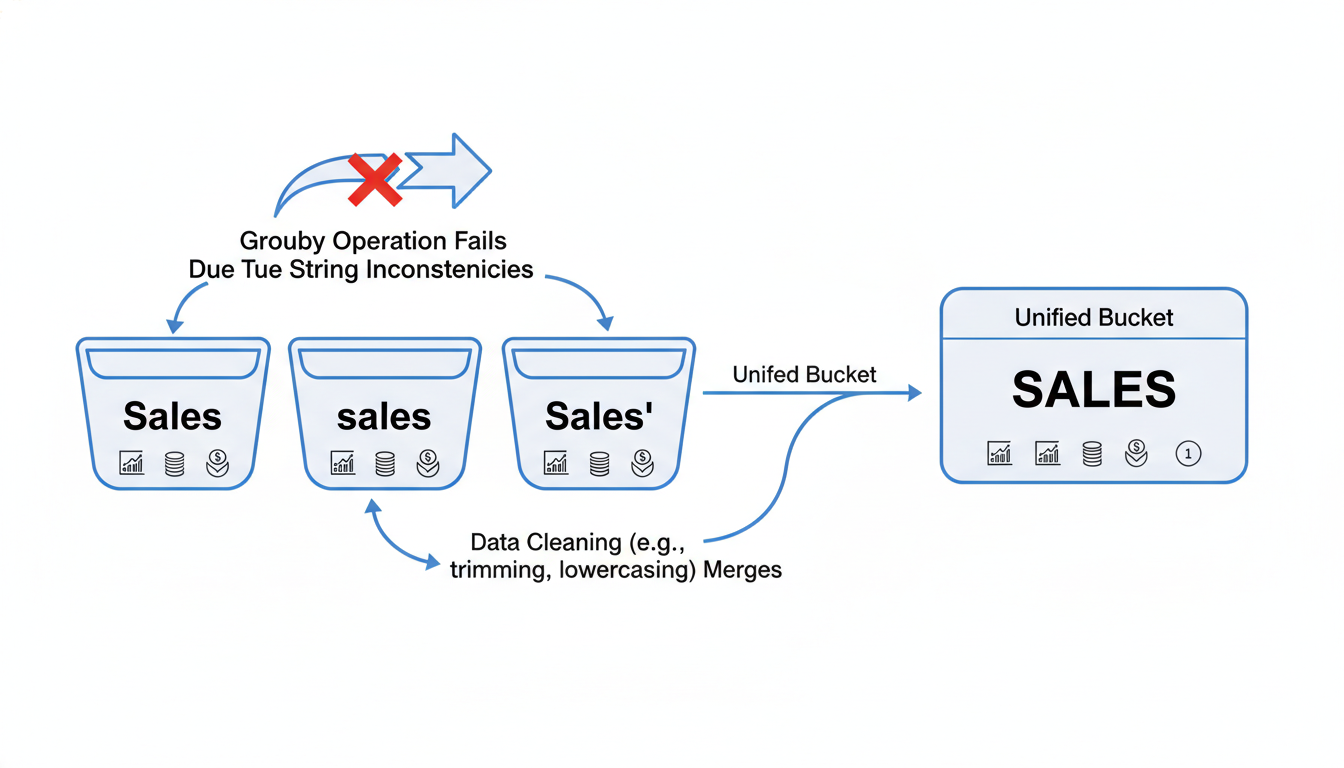 Grouby Operation Fails
Due Tue String Inconstenicies
Sales
sales
Sales'
Unifed Bucket
Data Cleaning (e.g.,
trimming, lowercasing) Merges
Unified Bucket
SALES
$
$
$
$
1